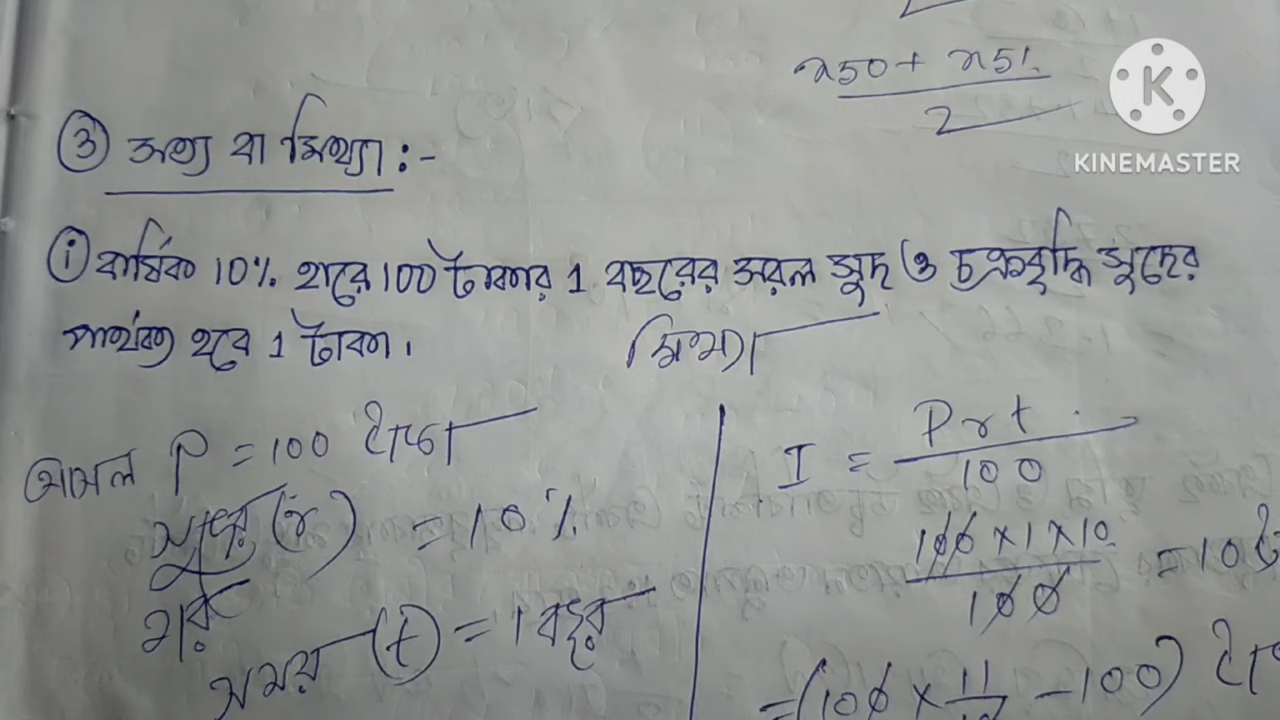 x50 + x51
2
KINEMASTER
③ সত্য বা মিথ্যা :-
① বার্ষিক 10% হারে 100 টাকার 1 বছরের সরল সুদ ও চক্রবৃদ্ধি সুদের
পার্থক্য হবে 1 টাকা।
মিথ্যা
আসল P = 100 টাকা
সুদের (r) = 10%
হার
সময় (t) = 1 বছর
I = Prt
100
100 × 1 × 10
100
= 10
= (100 × 11 - 100)